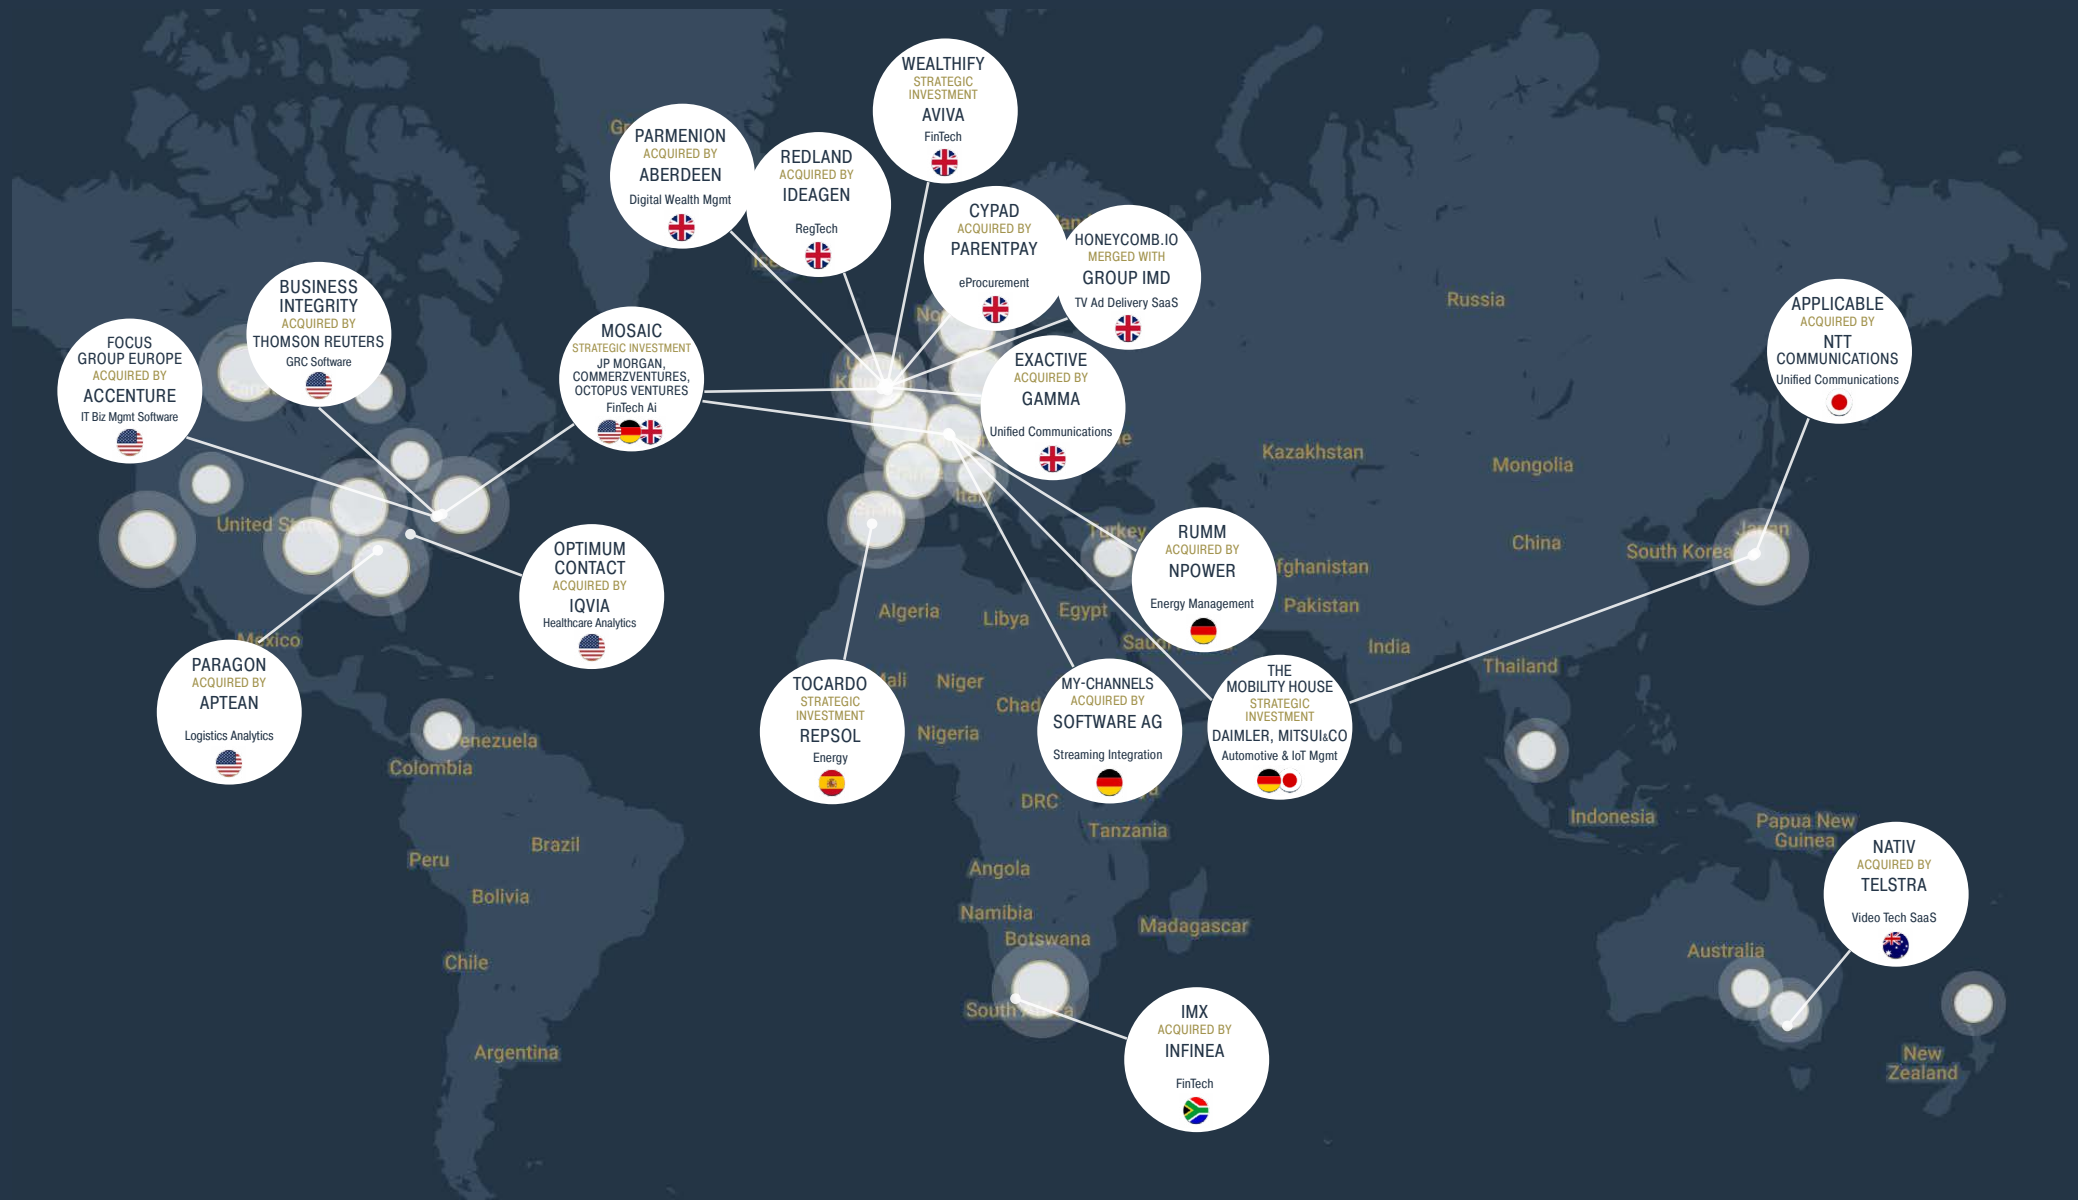 WEALTHIFY
STRATEGIC
INVESTMENT
AVIVA
FinTech
PARMENION
ACQUIRED BY
ABERDEEN
Digital Wealth Mgmt
REDLAND
ACQUIRED BY
IDEAGEN
RegTech
CYPAD
ACQUIRED BY
PARENTPAY
eProcurement
HONEYCOMB.IO
MERGED WITH
GROUP IMD
TV Ad Delivery SaaS
BUSINESS
INTEGRITY
ACQUIRED BY
THOMSON REUTERS
GRC Software
FOCUS
GROUP EUROPE
ACQUIRED BY
ACCENTURE
IT Biz Mgmt Software
MOSAIC
STRATEGIC INVESTMENT
JP MORGAN,
COMMERZVENTURES,
OCTOPUS VENTURES
FinTech Ai
EXACTIVE
ACQUIRED BY
GAMMA
Unified Communications
APPLICABLE
ACQUIRED BY
NTT
COMMUNICATIONS
Unified Communications
OPTIMUM
CONTACT
ACQUIRED BY
IQVIA
Healthcare Analytics
RUMM
ACQUIRED BY
NPOWER
Energy Management
PARAGON
ACQUIRED BY
APTEAN
Logistics Analytics
TOCARDO
STRATEGIC
INVESTMENT
REPSOL
Energy
MY-CHANNELS
ACQUIRED BY
SOFTWARE AG
Streaming Integration
THE
MOBILITY HOUSE
STRATEGIC
INVESTMENT
DAIMLER, MITSUI&CO
Automotive & IoT Mgmt
NATIV
ACQUIRED BY
TELSTRA
Video Tech SaaS
IMX
ACQUIRED BY
INFINEA
FinTech
Russia
Kazakhstan
Mongolia
China
South Korea
Japan
Turkey
Pakistan
India
Thailand
Indonesia
Papua New
Guinea
Australia
New
Zealand
United States
Mexico
Colombia
Peru
Brazil
Bolivia
Chile
Argentina
Spain
France
Italy
Algeria
Libya
Egypt
Niger
Chad
Nigeria
DRC
Tanzania
Angola
Namibia
Botswana
Madagascar
South Africa